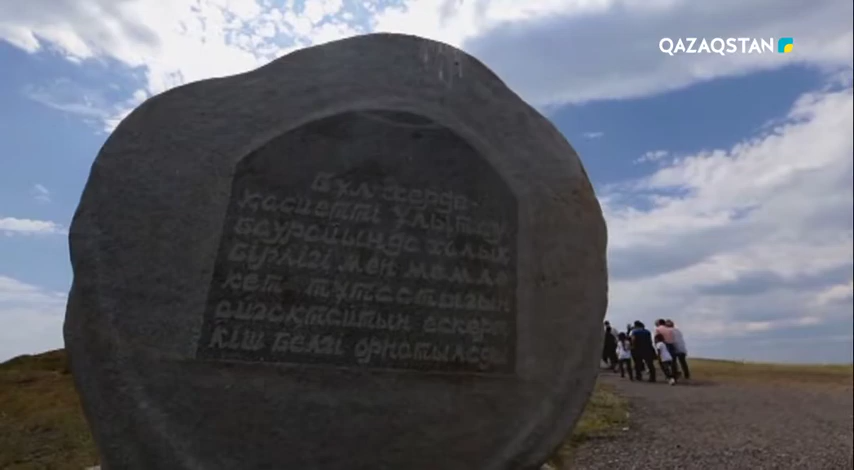 QAZAQSTAN
Бұл жерде-
қасиетті Ұлытау
баурайында халық
бірлігі мен мемле
кет тұтастығын
айғақтайтын ескерт
кіш белгі орнатылады